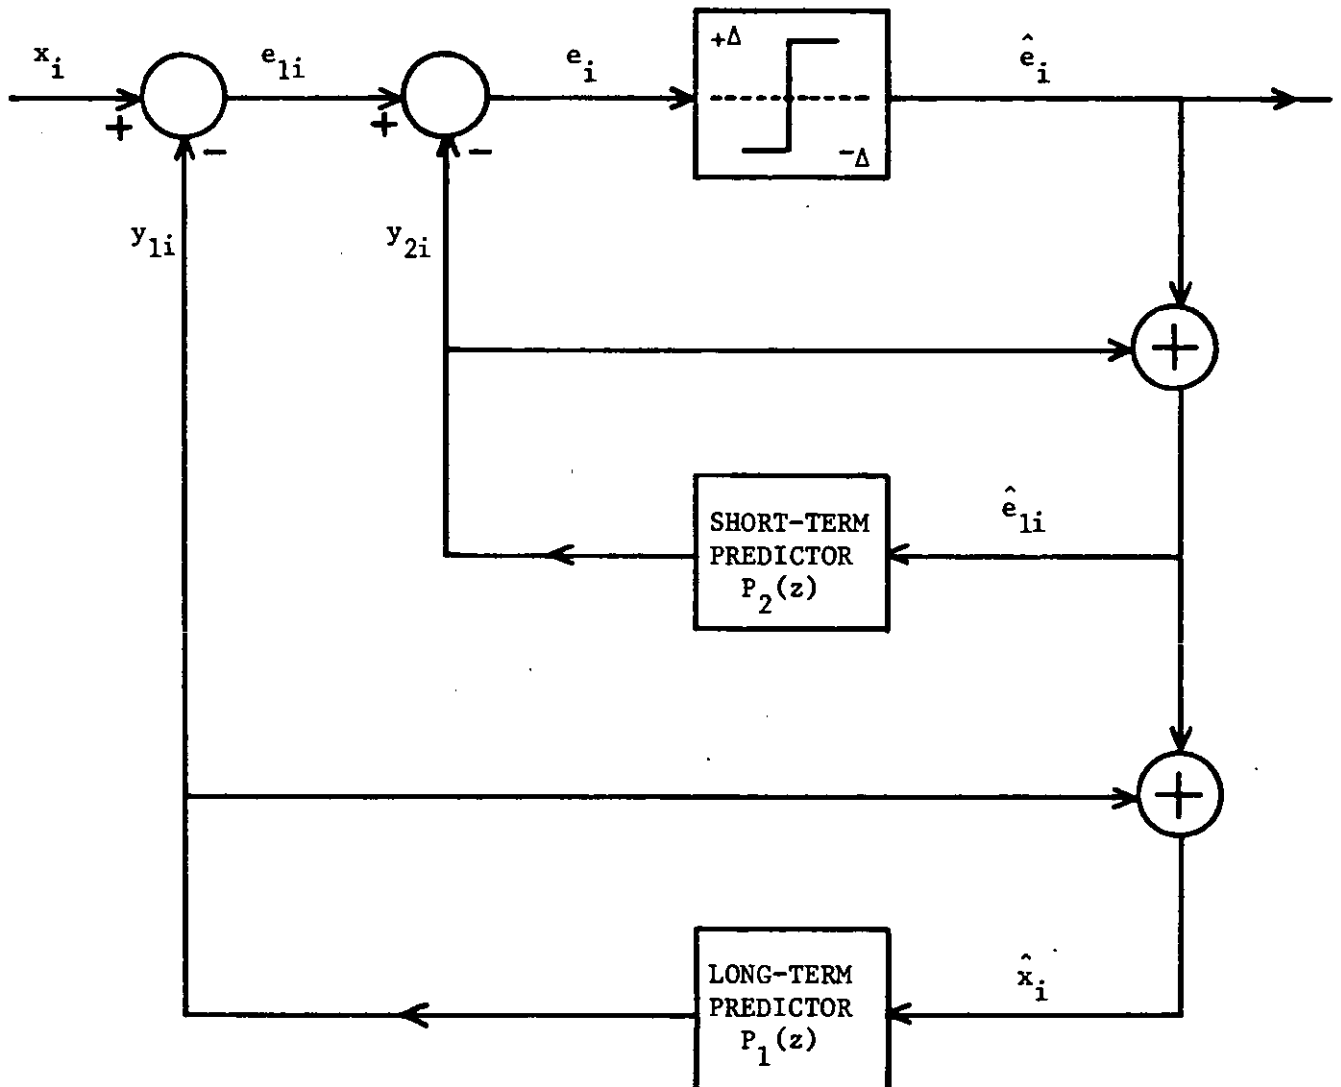 x_i
e_1i
e_i
+Δ
-Δ
ê_i
+
-
+
-
y_1i
y_2i
+
SHORT-TERM
PREDICTOR
P_2(z)
ê_1i
+
LONG-TERM
PREDICTOR
P_1(z)
x̂_i